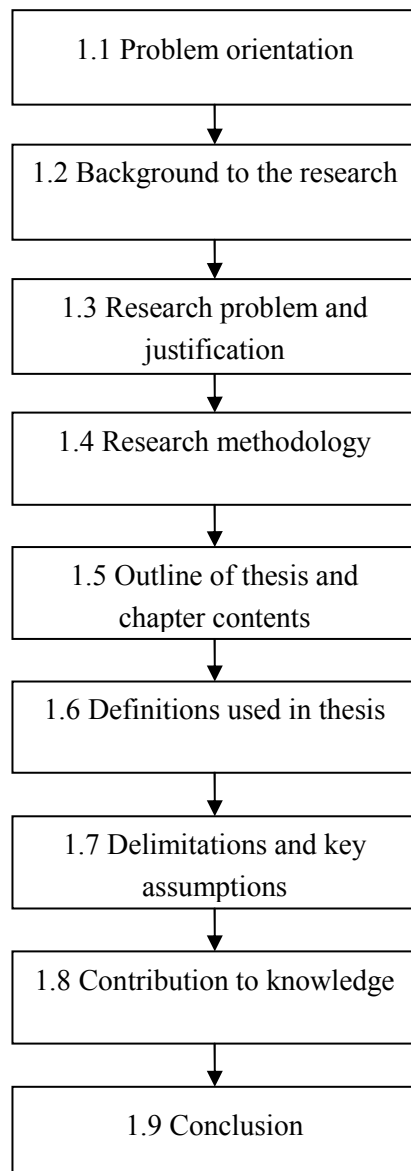 1.1 Problem orientation
1.2 Background to the research
1.3 Research problem and
justification
1.4 Research methodology
1.5 Outline of thesis and
chapter contents
1.6 Definitions used in thesis
1.7 Delimitations and key
assumptions
1.8 Contribution to knowledge
1.9 Conclusion